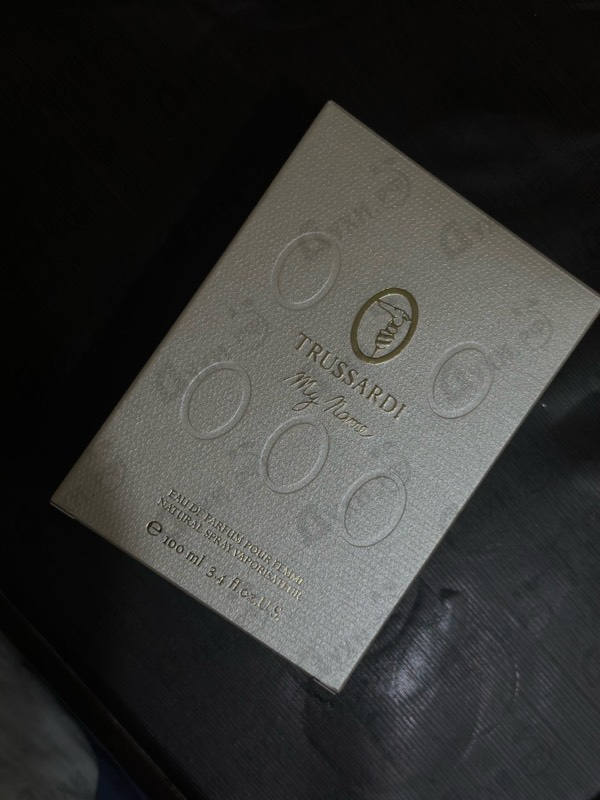 TRUSSARDI
My Name
EAU DE PARFUM POUR FEMME
NATURAL SPRAY VAPORISATEUR
℮ 100 ml 3.4 fl oz.U.S.